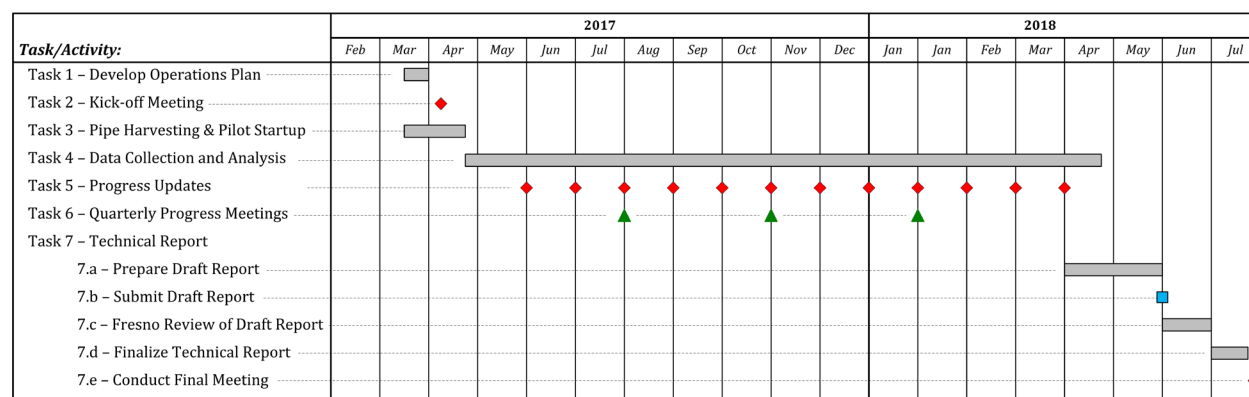 2017 2018
Task/Activity: Feb Mar Apr May Jun Jul Aug Sep Oct Nov Dec Jan Jan Feb Mar Apr May Jun Jul
Task 1 – Develop Operations Plan
Task 2 – Kick-off Meeting
Task 3 – Pipe Harvesting & Pilot Startup
Task 4 – Data Collection and Analysis
Task 5 – Progress Updates
Task 6 – Quarterly Progress Meetings
Task 7 – Technical Report
7.a – Prepare Draft Report
7.b – Submit Draft Report
7.c – Fresno Review of Draft Report
7.d – Finalize Technical Report
7.e – Conduct Final Meeting